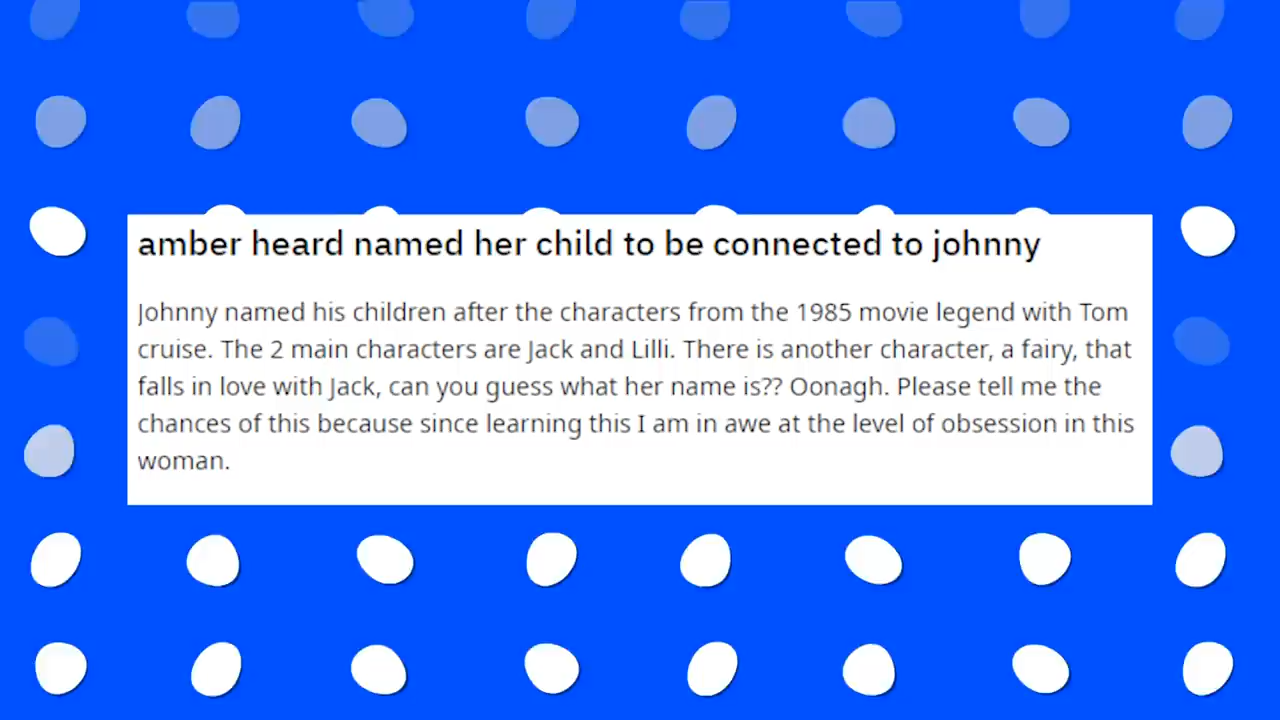 amber heard named her child to be connected to johnny
Johnny named his children after the characters from the 1985 movie legend with Tom
cruise. The 2 main characters are Jack and Lilli. There is another character, a fairy, that
falls in love with Jack, can you guess what her name is?? Oonagh. Please tell me the
chances of this because since learning this I am in awe at the level of obsession in this
woman.